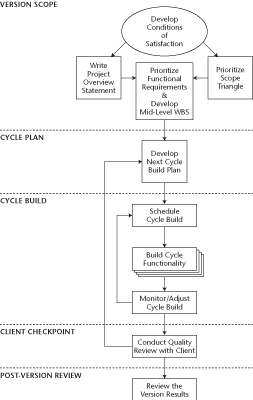 VERSION SCOPE
Develop
Conditions
of
Satisfaction
Write
Project
Overview
Statement
Prioritize
Functional
Requirements
&
Develop
Mid-Level WBS
Prioritize
Scope
Triangle
CYCLE PLAN
Develop
Next Cycle
Build Plan
CYCLE BUILD
Schedule
Cycle Build
Build Cycle
Functionality
Monitor/Adjust
Cycle Build
CLIENT CHECKPOINT
Conduct Quality
Review with Client
POST-VERSION REVIEW
Review the
Version Results